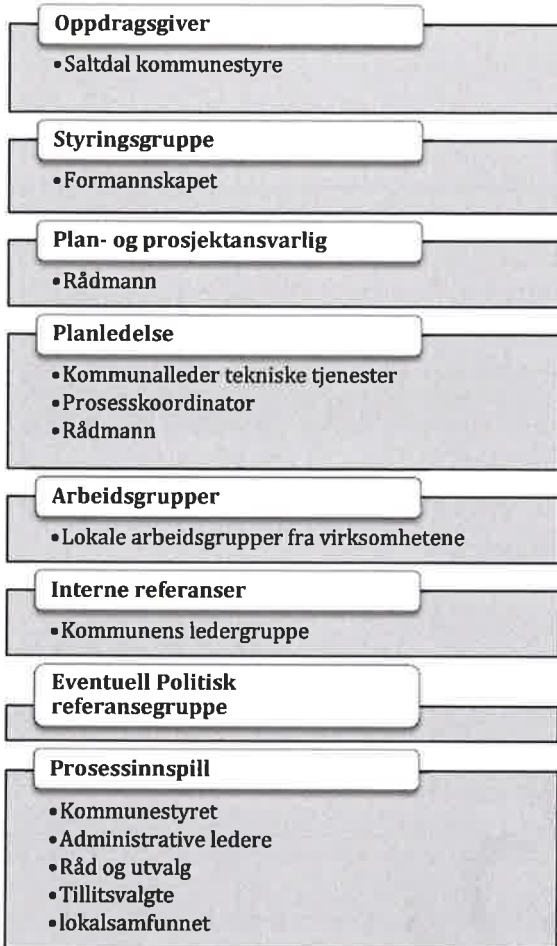 Oppdragsgiver
•Saltdal kommunestyre
Styringsgruppe
•Formannskapet
Plan- og prosjektansvarlig
•Rådmann
Planledelse
•Kommunalleder tekniske tjenester
•Prosesskoordinator
•Rådmann
Arbeidsgrupper
•Lokale arbeidsgrupper fra virksomhetene
Interne referanser
•Kommunens ledergruppe
Eventuell Politisk
referansegruppe
Prosessinnspill
•Kommunestyret
•Administrative ledere
•Råd og utvalg
•Tillitsvalgte
•lokalsamfunnet